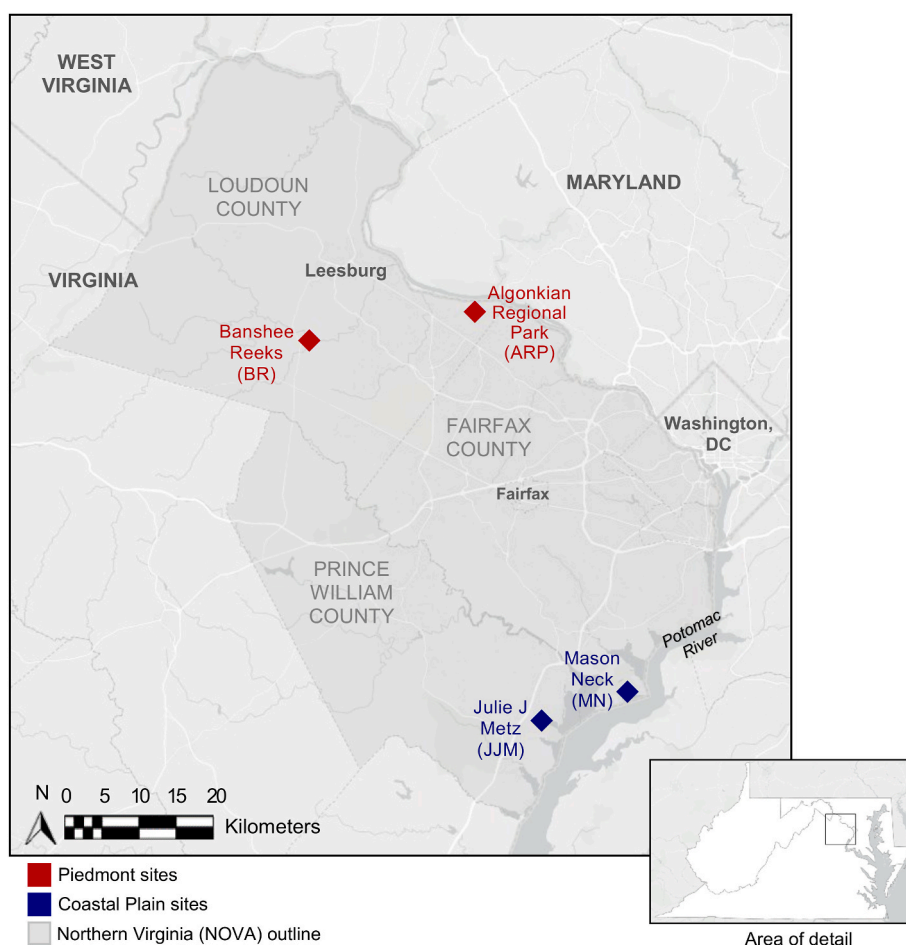 WEST
VIRGINIA
MARYLAND
LOUDOUN
COUNTY
VIRGINIA
Leesburg
Algonkian
Regional
Park
(ARP)
Banshee
Reeks
(BR)
FAIRFAX
COUNTY
Washington,
DC
Fairfax
PRINCE
WILLIAM
COUNTY
Potomac
River
Mason
Neck
(MN)
Julie J
Metz
(JJM)
N 0 5 10 15 20
Kilometers
Piedmont sites
Coastal Plain sites
Northern Virginia (NOVA) outline
Area of detail